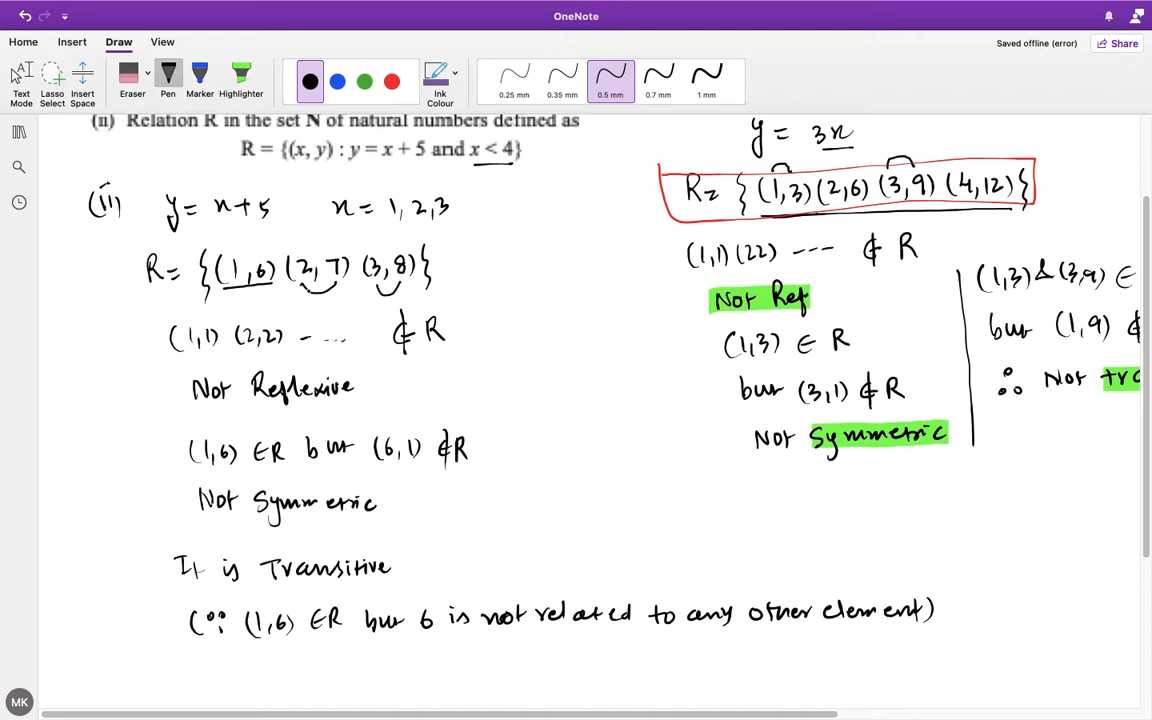 OneNote
Home Insert Draw View
Saved offline (error) Share
Text Mode
Lasso Select
Insert Space
Eraser
Pen
Marker
Highlighter
Ink Colour
0.25 mm 0.35 mm 0.5 mm 0.7 mm 1 mm
(ii) Relation R in the set N of natural numbers defined as
R = {(x, y) : y = x + 5 and x < 4}
(ii) y = x + 5 x = 1, 2, 3
R = { (1, 6) (2, 7) (3, 8) }
(1,1) (2,2) - ... ∉ R
Not Reflexive
(1,6) ∈ R but (6,1) ∉ R
Not Symmetric
It is Transitive
(∵ (1,6) ∈ R but 6 is not related to any other element)
y = 3x
R = { (1,3) (2,6) (3,9) (4,12) }
(1,1) (22) --- ∉ R
Not Ref
(1,3) ∈ R
but (3,1) ∉ R
Not Symmetric
(1,3) & (3,9) ∈
but (1,9) ∉
∴ Not tra
MK